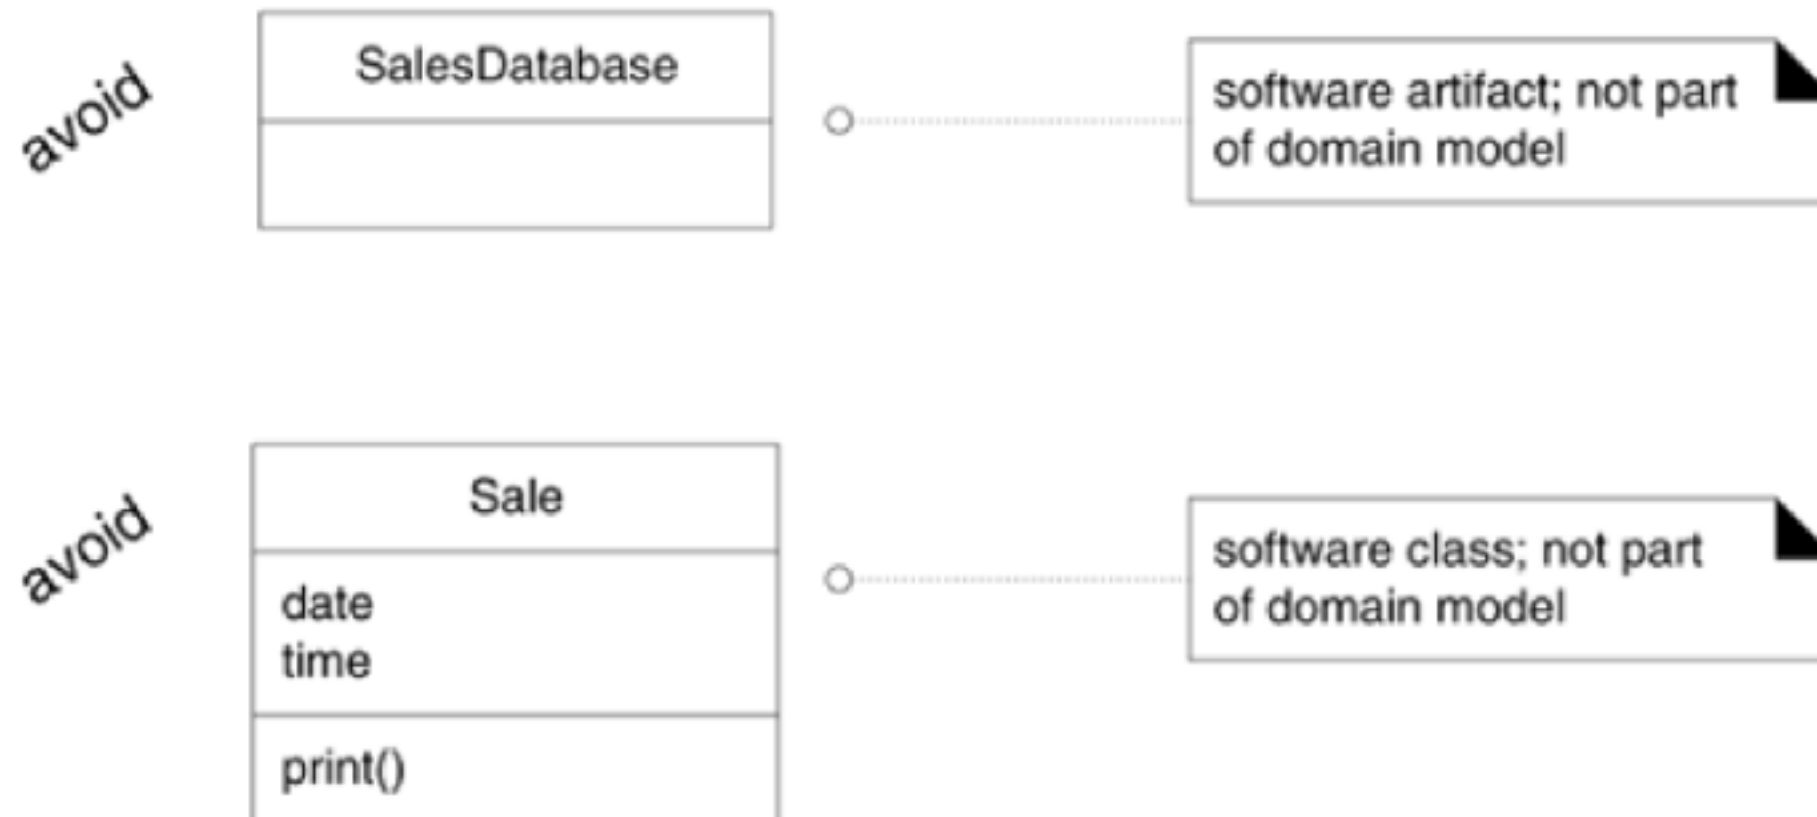 avoid
SalesDatabase
software artifact; not part
of domain model
avoid
Sale
date
time
print()
software class; not part
of domain model